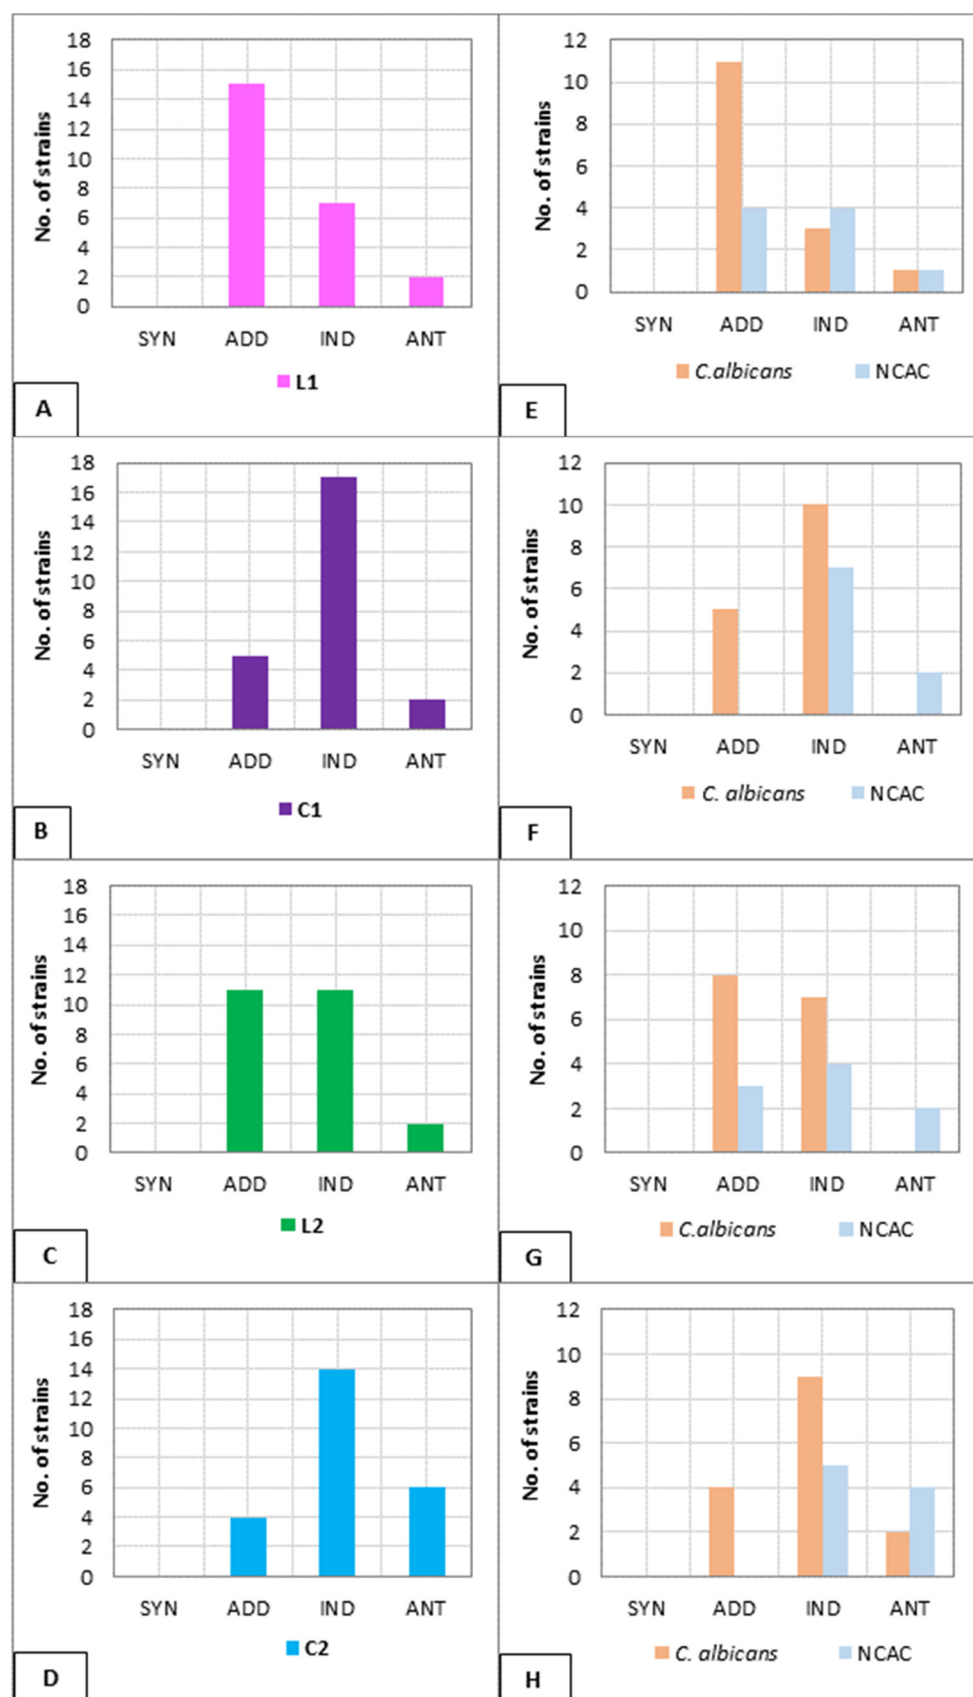 No. of strains
18
16
14
12
10
8
6
4
2
0
SYN ADD IND ANT
L1
A
No. of strains
12
10
8
6
4
2
0
SYN ADD IND ANT
C.albicans NCAC
E
No. of strains
18
16
14
12
10
8
6
4
2
0
SYN ADD IND ANT
C1
B
No. of strains
12
10
8
6
4
2
0
SYN ADD IND ANT
C. albicans NCAC
F
No. of strains
18
16
14
12
10
8
6
4
2
0
SYN ADD IND ANT
L2
C
No. of strains
12
10
8
6
4
2
0
SYN ADD IND ANT
C.albicans NCAC
G
No. of strains
18
16
14
12
10
8
6
4
2
0
SYN ADD IND ANT
C2
D
No. of strains
12
10
8
6
4
2
0
SYN ADD IND ANT
C. albicans NCAC
H